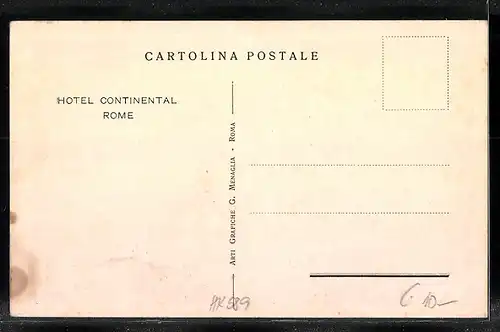 CARTOLINA POSTALE
HOTEL CONTINENTAL
ROME
ARTI GRAFICHE G. MENAGLIA - ROMA